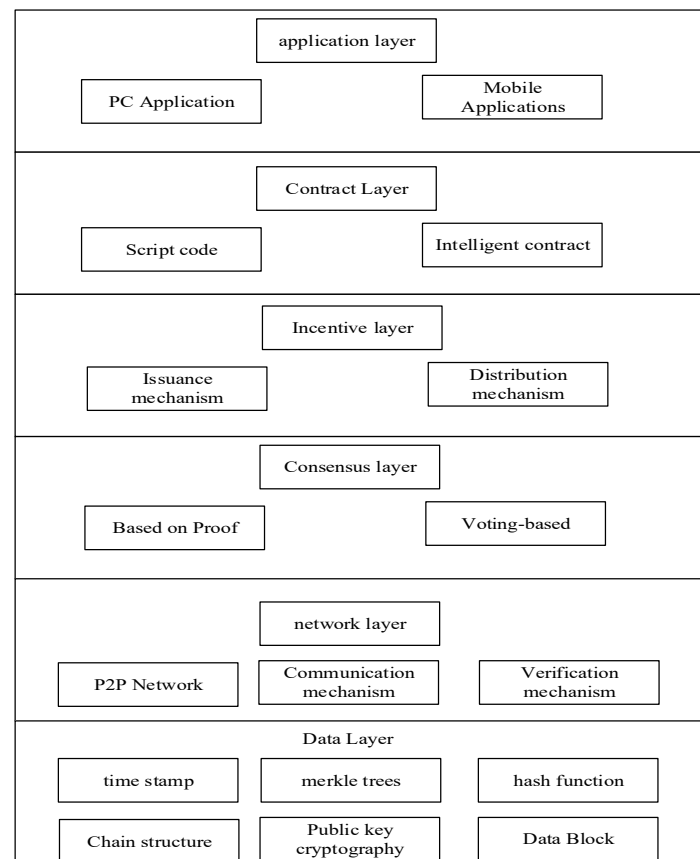 application layer
PC Application
Mobile
Applications
Contract Layer
Script code
Intelligent contract
Incentive layer
Issuance
mechanism
Distribution
mechanism
Consensus layer
Based on Proof
Voting-based
network layer
P2P Network
Communication
mechanism
Verification
mechanism
Data Layer
time stamp
merkle trees
hash function
Chain structure
Public key
cryptography
Data Block